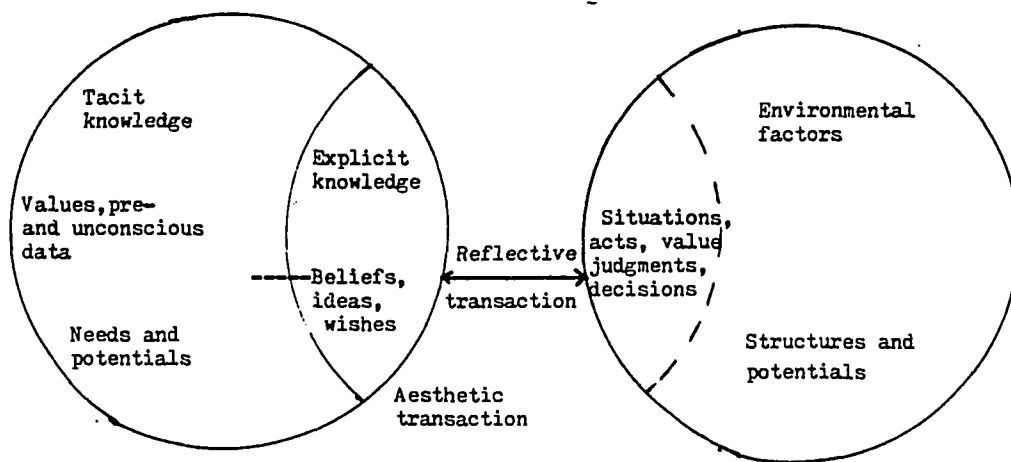 Tacit
knowledge
Values, pre-
and unconscious
data
Needs and
potentials
Explicit
knowledge
Beliefs,
ideas,
wishes
Reflective
transaction
Aesthetic
transaction
Situations,
acts, value
judgments,
decisions
Environmental
factors
Structures and
potentials